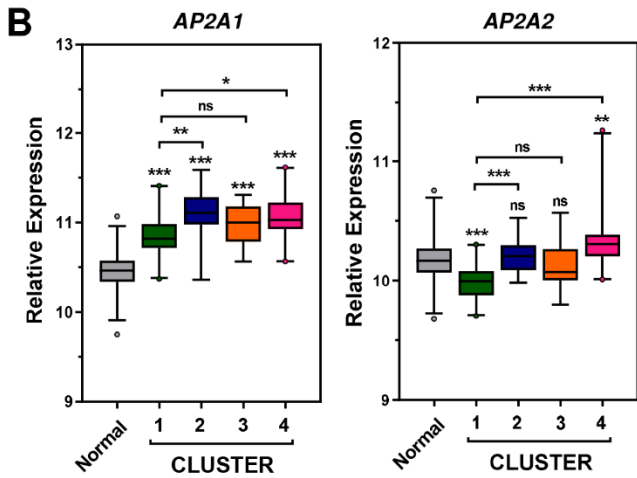 B
AP2A1
Relative Expression
13
12
11
10
9
*
ns
**
*** *** *** ***
Normal 1 2 3 4
CLUSTER
AP2A2
Relative Expression
12
11
10
9
***
**
ns
***
*** ns ns
Normal 1 2 3 4
CLUSTER